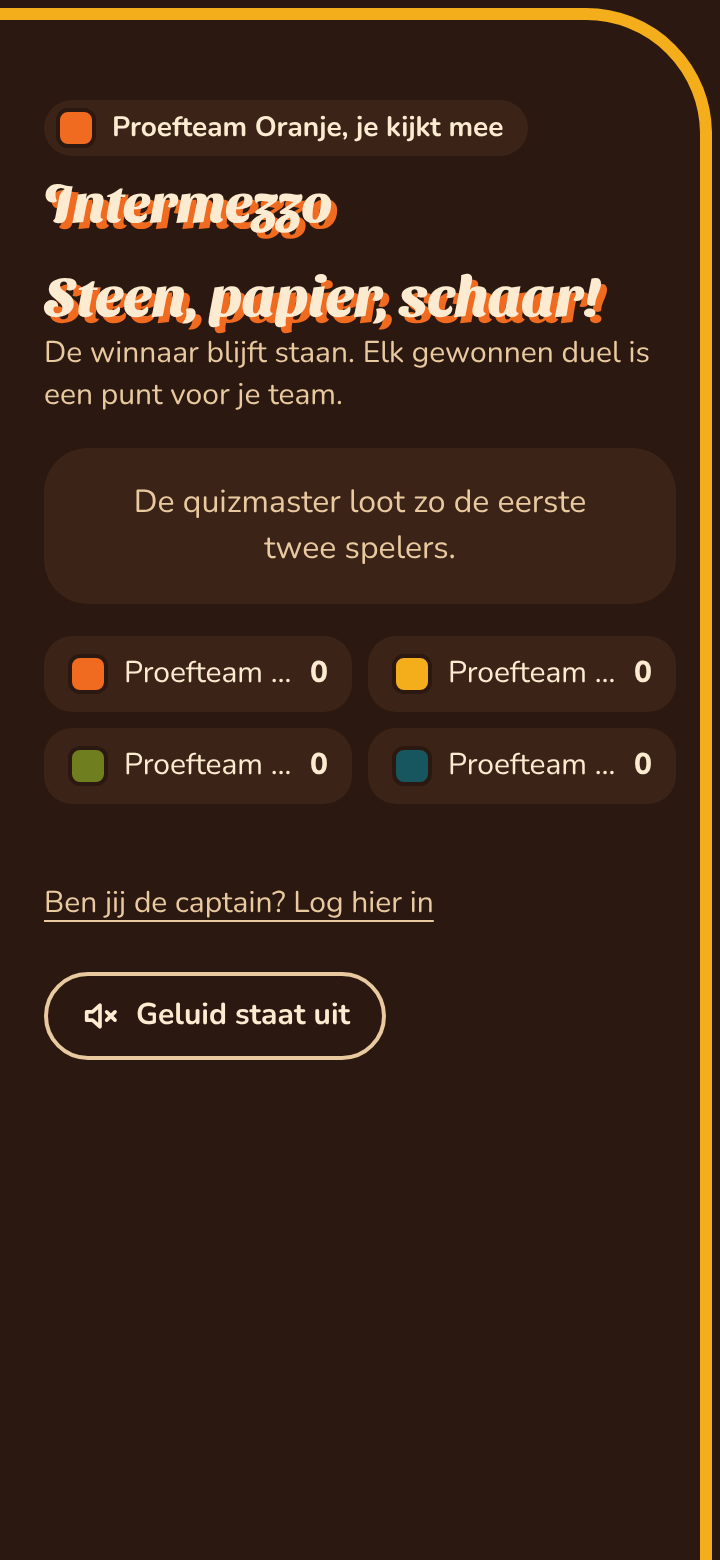 Proefteam Oranje, je kijkt mee
Intermezzo
Steen, papier, schaar!
De winnaar blijft staan. Elk gewonnen duel is
een punt voor je team.
De quizmaster loot zo de eerste
twee spelers.
Proefteam ... 0
Proefteam ... 0
Proefteam ... 0
Proefteam ... 0
Ben jij de captain? Log hier in
Geluid staat uit